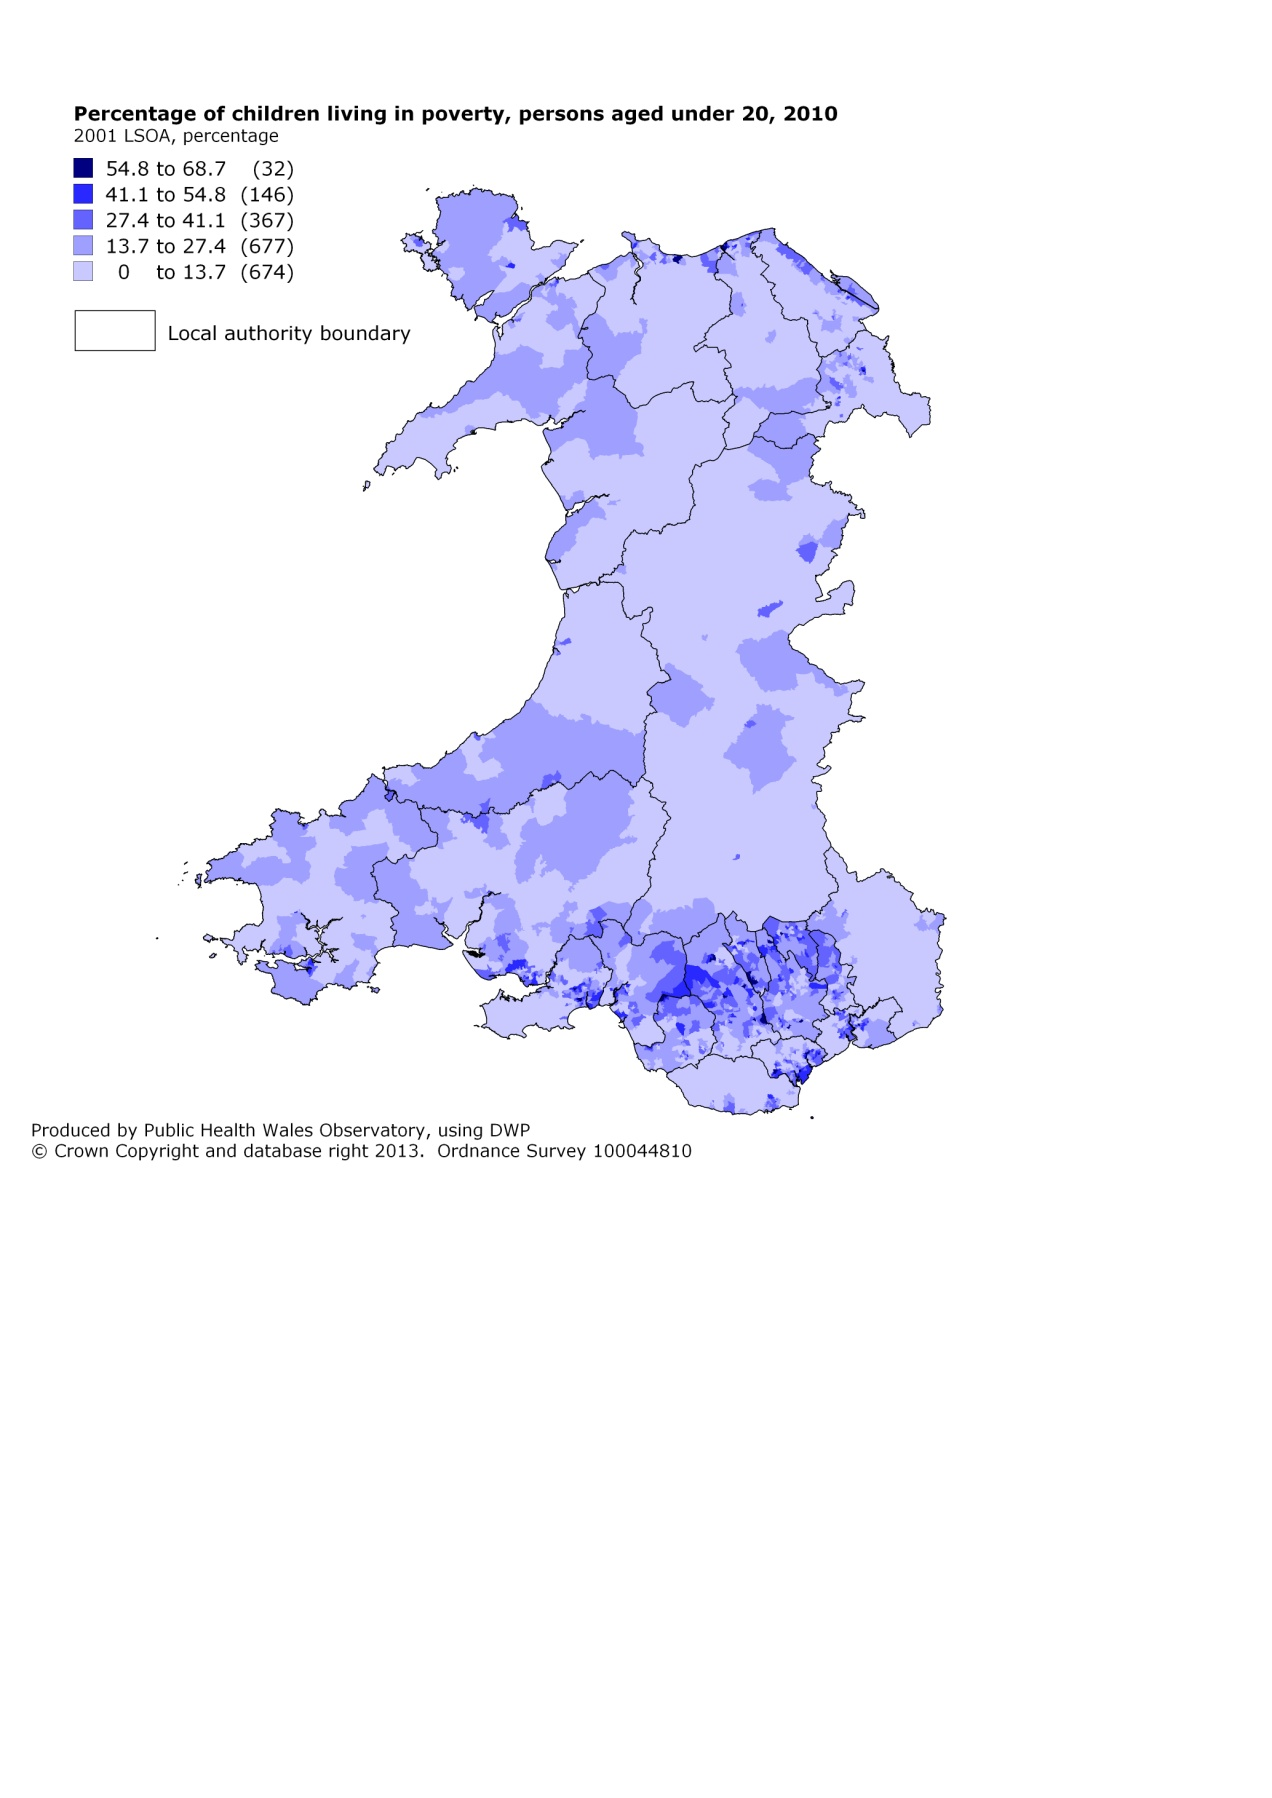 Percentage of children living in poverty, persons aged under 20, 2010
2001 LSOA, percentage
54.8 to 68.7 (32)
41.1 to 54.8 (146)
27.4 to 41.1 (367)
13.7 to 27.4 (677)
0 to 13.7 (674)
Local authority boundary
Produced by Public Health Wales Observatory, using DWP
© Crown Copyright and database right 2013. Ordnance Survey 100044810